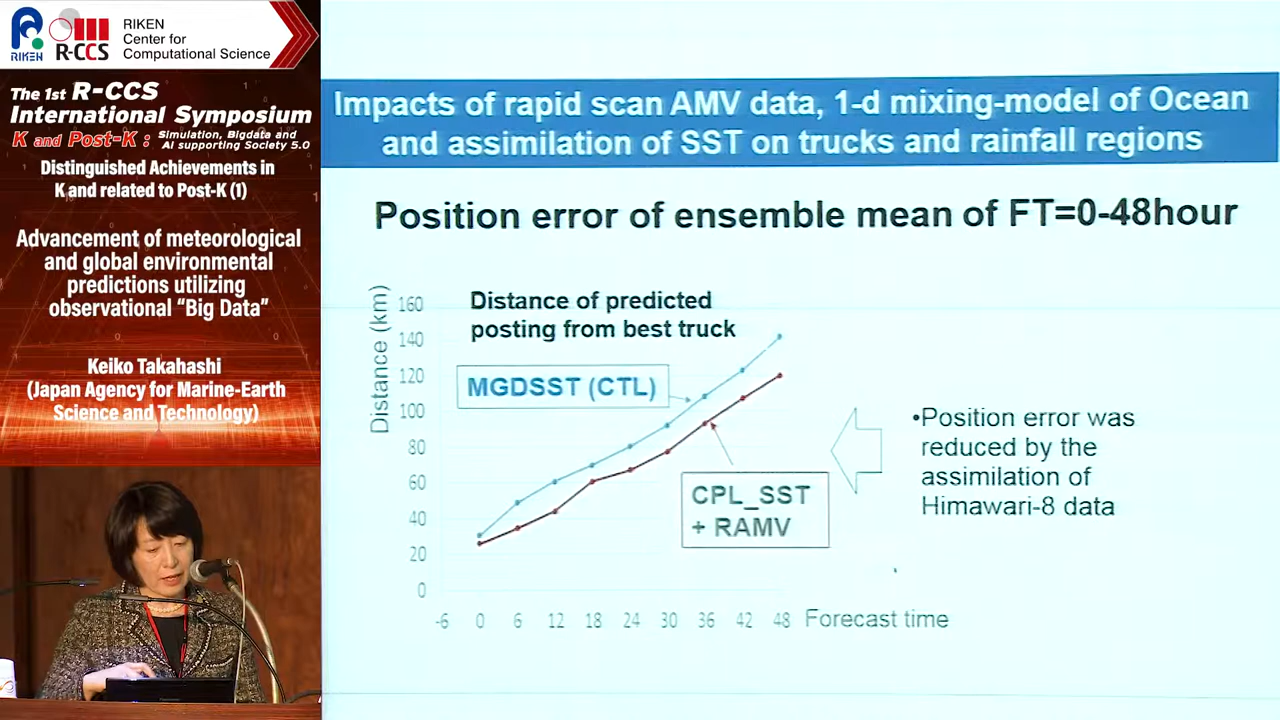 RIKEN
R-CCS
RIKEN
Center for
Computational Science
The 1st R-CCS
International Symposium
K and Post-K :
Simulation, Bigdata and
AI supporting Society 5.0
Distinguished Achievements in
K and related to Post-K (1)
Advancement of meteorological
and global environmental
predictions utilizing
observational “Big Data”
Keiko Takahashi
(Japan Agency for Marine-Earth
Science and Technology)
Impacts of rapid scan AMV data, 1-d mixing-model of Ocean
and assimilation of SST on trucks and rainfall regions
Position error of ensemble mean of FT=0-48hour
Distance of predicted
posting from best truck
Distance (km)
160
140
120
100
80
60
40
20
0
MGDSST (CTL)
CPL_SST
+ RAMV
-6 0 6 12 18 24 30 36 42 48 Forecast time
•Position error was
reduced by the
assimilation of
Himawari-8 data